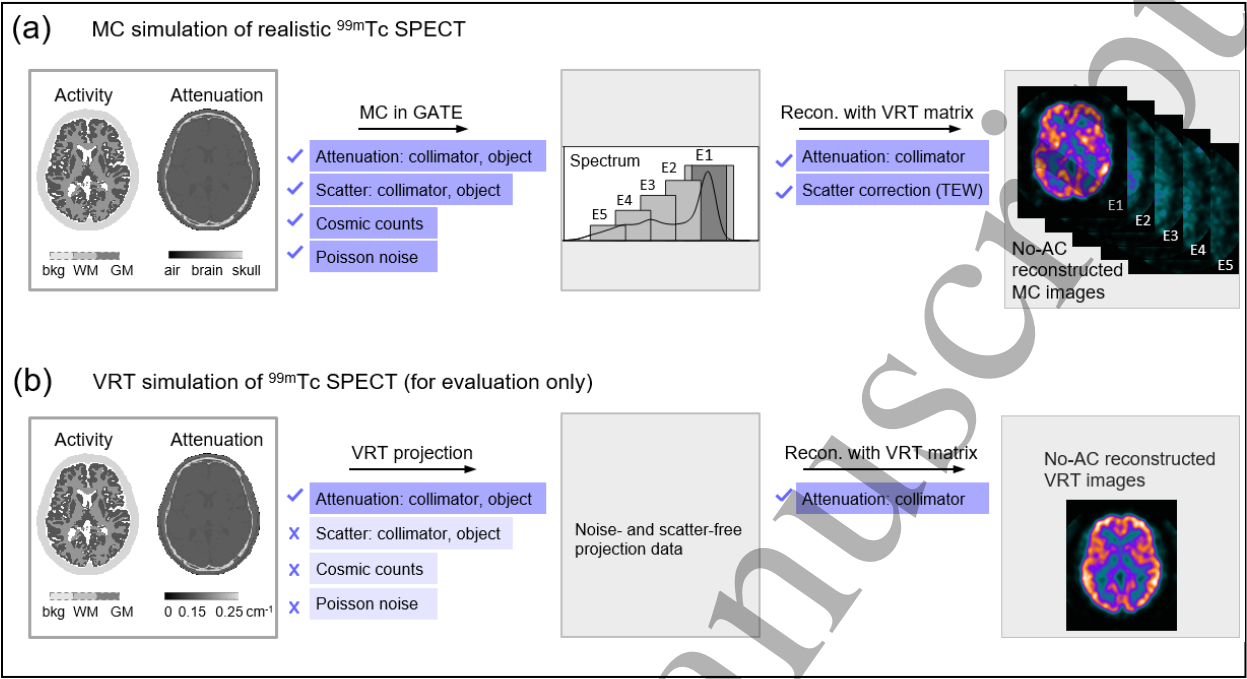 (a) MC simulation of realistic 99mTc SPECT
Activity Attenuation
bkg WM GM
air brain skull
MC in GATE
Attenuation: collimator, object
Scatter: collimator, object
Cosmic counts
Poisson noise
Spectrum
E1
E2
E3
E4
E5
Recon. with VRT matrix
Attenuation: collimator
Scatter correction (TEW)
E1
E2
E3
E4
E5
No-AC
reconstructed
MC images
(b) VRT simulation of 99mTc SPECT (for evaluation only)
Activity Attenuation
bkg WM GM
0 0.15 0.25 cm-1
VRT projection
Attenuation: collimator, object
x Scatter: collimator, object
x Cosmic counts
x Poisson noise
Noise- and scatter-free
projection data
Recon. with VRT matrix
Attenuation: collimator
No-AC reconstructed
VRT images
anuscript